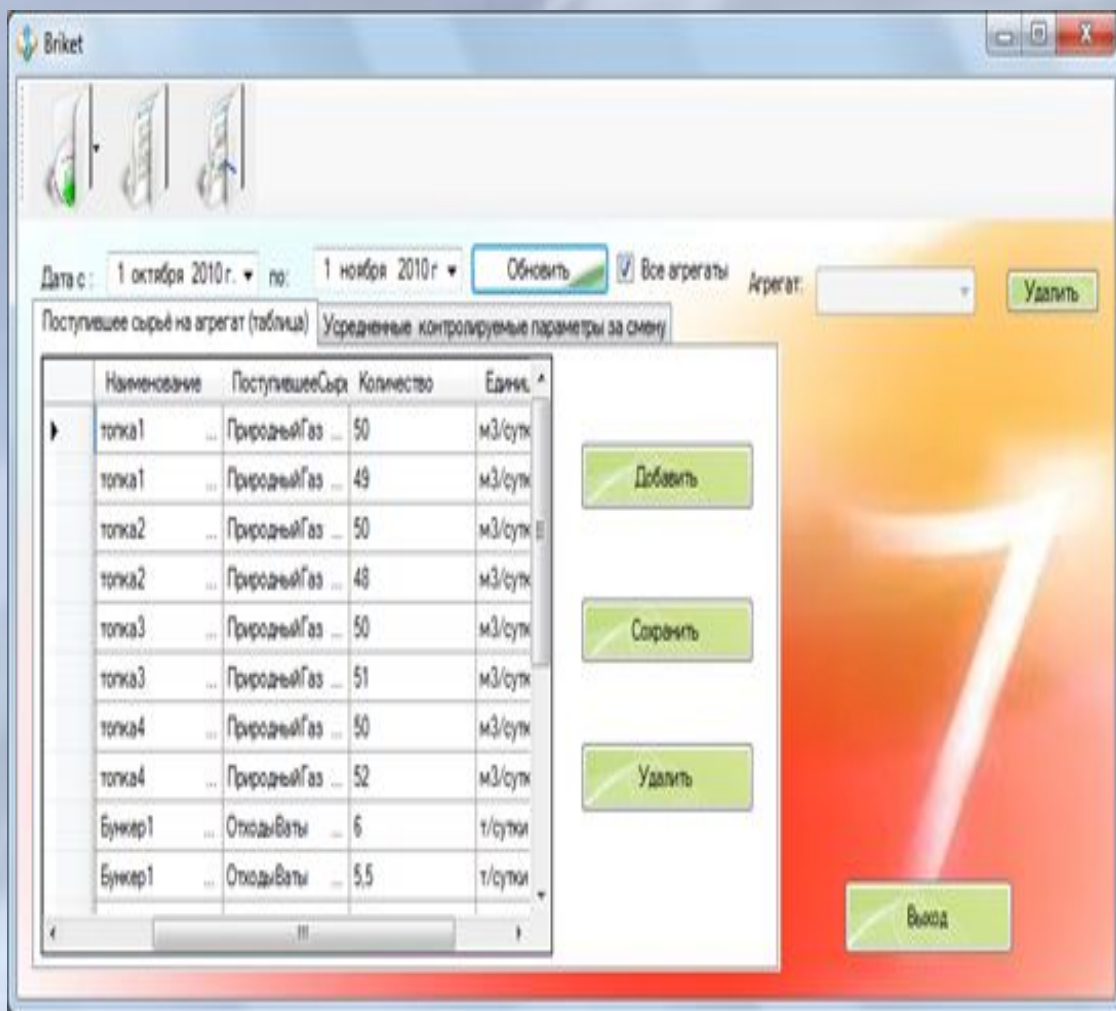 Briket
Дата с : 1 октября 2010 г. по: 1 ноября 2010 г Обновить Все агрегаты Агрегат: Удалить
Поступившее сырьё на агрегат (таблица) Усредненные контролируемые параметры за смену
Наименование ПоступившееСырь Количество Единиц
топка1 ... ПриродныйГаз ... 50 м3/сутк
топка1 ... ПриродныйГаз ... 49 м3/сутк
топка2 ... ПриродныйГаз ... 50 м3/сутк
топка2 ... ПриродныйГаз ... 48 м3/сутк
топка3 ... ПриродныйГаз ... 50 м3/сутк
топка3 ... ПриродныйГаз ... 51 м3/сутк
топка4 ... ПриродныйГаз ... 50 м3/сутк
топка4 ... ПриродныйГаз ... 52 м3/сутк
Бункер1 ... ОтходыВаты ... 6 т/сутки
Бункер1 ... ОтходыВаты ... 5,5 т/сутки
Добавить
Сохранить
Удалить
Выход